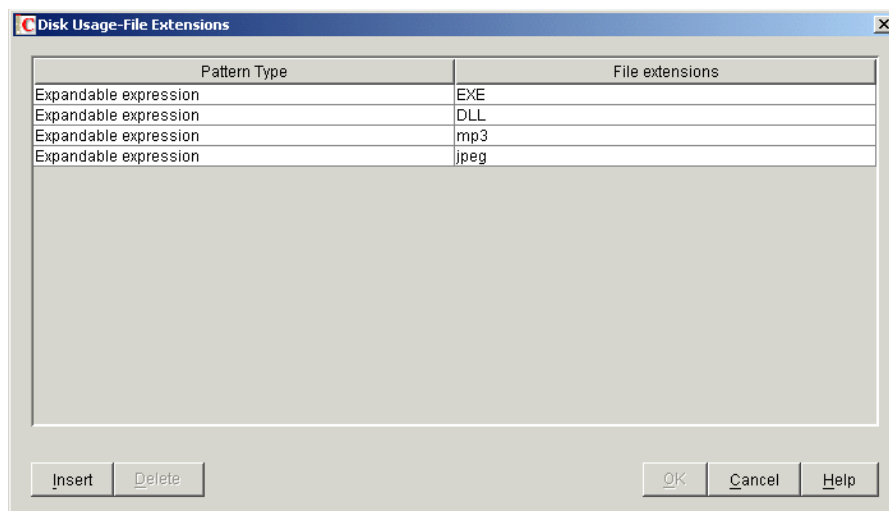 C Disk Usage-File Extensions
Pattern Type File extensions
Expandable expression EXE
Expandable expression DLL
Expandable expression mp3
Expandable expression jpeg
Insert Delete OK Cancel Help